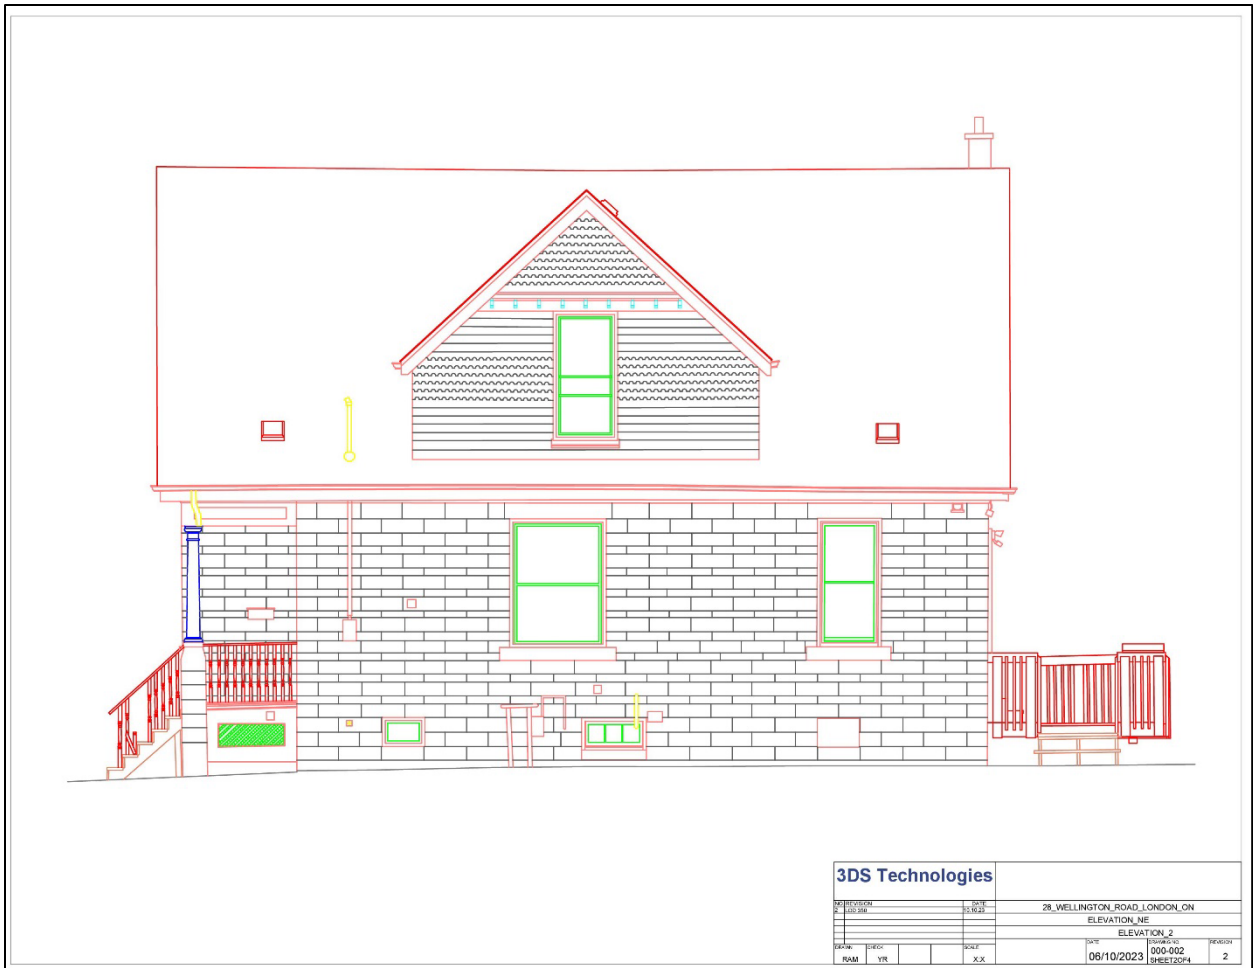 3DS Technologies
NO REVISION DATE
2 LOD 350 10.10.23
28_WELLINGTON_ROAD_LONDON_ON
ELEVATION_NE
ELEVATION_2
DRAWN CHECK SCALE
RAM YR X:X
DATE DRAWING NO REVISION
06/10/2023 000-002 2
SHEET2OF4